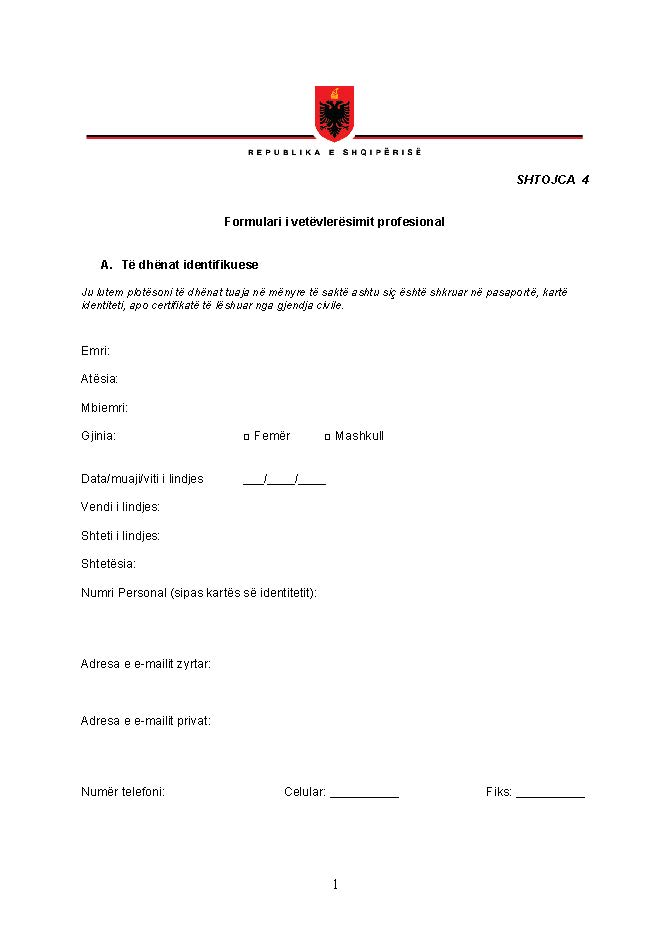 REPUBLIKA E SHQIPËRISË
SHTOJCA 4
Formulari i vetëvlerësimit profesional
A. Të dhënat identifikuese
Ju lutem plotësoni të dhënat tuaja në mënyre të saktë ashtu siç është shkruar në pasaportë, kartë
identiteti, apo certifikatë të lëshuar nga gjendja civile.
Emri:
Atësia:
Mbiemri:
Gjinia: □ Femër □ Mashkull
Data/muaji/viti i lindjes ___/____/____
Vendi i lindjes:
Shteti i lindjes:
Shtetësia:
Numri Personal (sipas kartës së identitetit):
Adresa e e-mailit zyrtar:
Adresa e e-mailit privat:
Numër telefoni: Celular: __________ Fiks: __________
1